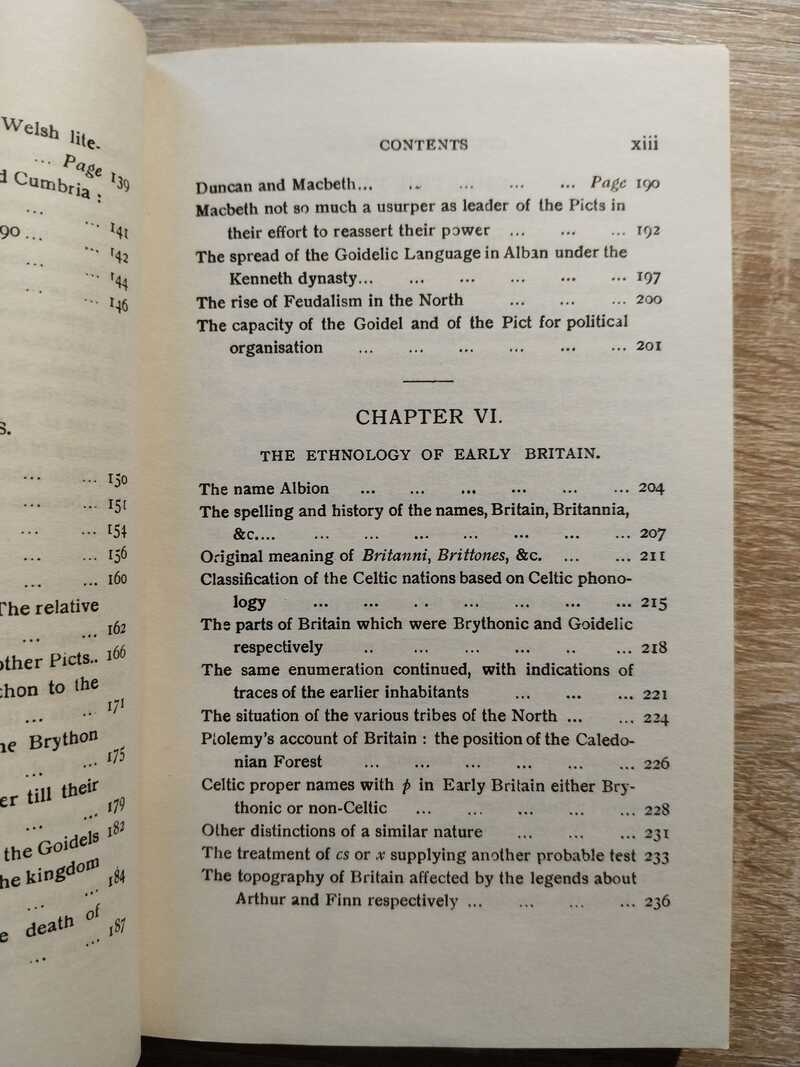 Welsh lite-
... Page 139
d Cumbria :
... ... 141
90 ... ... 142
... ... 144
... ... 146
S.
... ... 150
... ... 151
... ... 154
... ... 156
... ... 160
The relative
... ... 162
other Picts.. 166
thon to the
... ... 171
he Brython
... ... 175
er till their
... ... 179
the Goidels 182
he kingdom
... ... 184
e death of
... ... 187
CONTENTS xiii
Duncan and Macbeth... ... ... ... ... Page 190
Macbeth not so much a usurper as leader of the Picts in
their effort to reassert their power ... ... ... 192
The spread of the Goidelic Language in Alban under the
Kenneth dynasty... ... ... ... ... ... 197
The rise of Feudalism in the North ... ... ... 200
The capacity of the Goidel and of the Pict for political
organisation ... ... ... ... ... ... 201
CHAPTER VI.
THE ETHNOLOGY OF EARLY BRITAIN.
The name Albion ... ... ... ... ... ... 204
The spelling and history of the names, Britain, Britannia,
&c.... ... ... ... ... ... ... ... 207
Original meaning of Britanni, Brittones, &c. ... ... 211
Classification of the Celtic nations based on Celtic phono-
logy ... ... .. ... ... ... ... 215
The parts of Britain which were Brythonic and Goidelic
respectively .. ... ... ... .. ... 218
The same enumeration continued, with indications of
traces of the earlier inhabitants ... ... ... 221
The situation of the various tribes of the North ... ... 224
Ptolemy's account of Britain : the position of the Caledo-
nian Forest ... ... ... ... ... ... 226
Celtic proper names with p in Early Britain either Bry-
thonic or non-Celtic ... ... ... ... ... 228
Other distinctions of a similar nature ... ... ... 231
The treatment of cs or x supplying another probable test 233
The topography of Britain affected by the legends about
Arthur and Finn respectively ... ... ... ... 236